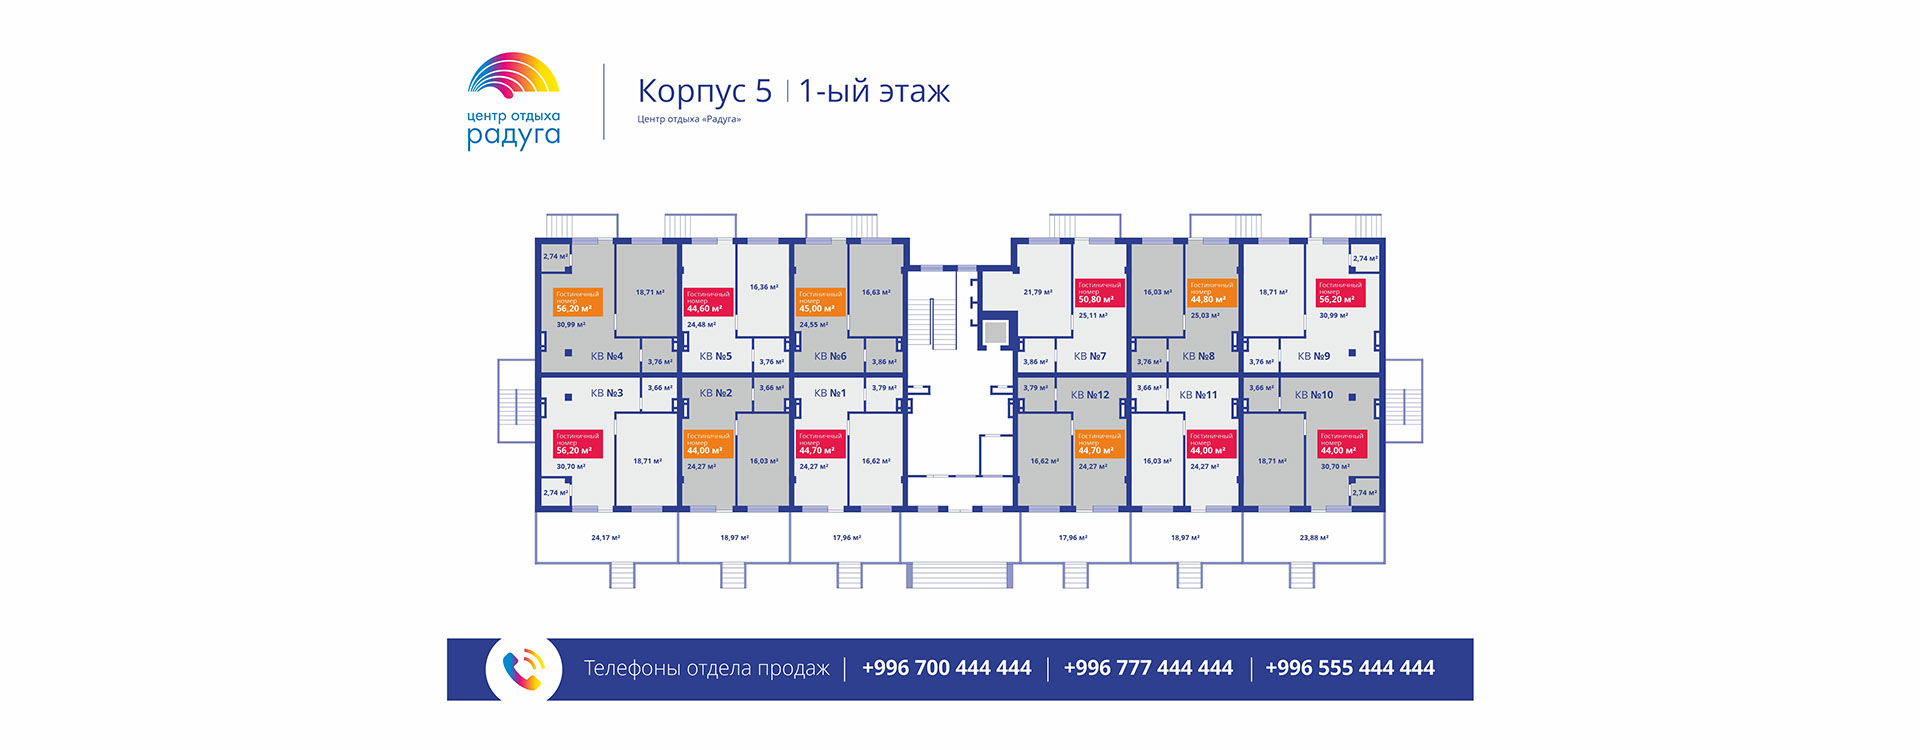 центр отдыха
радуга
Корпус 5 | 1-ый этаж
Центр отдыха «Радуга»
2,74 м²
18,71 м²
Гостиничный
номер
56,20 м²
30,99 м²
КВ №4
3,76 м²
16,36 м²
Гостиничный
номер
44,60 м²
24,48 м²
КВ №5
3,76 м²
16,63 м²
Гостиничный
номер
45,00 м²
24,55 м²
КВ №6
3,86 м²
21,79 м²
Гостиничный
номер
50,80 м²
25,11 м²
3,86 м²
КВ №7
16,03 м²
Гостиничный
номер
44,80 м²
25,03 м²
3,76 м²
КВ №8
2,74 м²
18,71 м²
Гостиничный
номер
56,20 м²
30,99 м²
3,76 м²
КВ №9
КВ №3
3,66 м²
Гостиничный
номер
56,20 м²
30,70 м²
18,71 м²
2,74 м²
КВ №2
3,66 м²
Гостиничный
номер
44,00 м²
24,27 м²
16,03 м²
КВ №1
3,79 м²
Гостиничный
номер
44,70 м²
24,27 м²
16,62 м²
3,79 м²
КВ №12
Гостиничный
номер
44,70 м²
24,27 м²
16,62 м²
3,66 м²
КВ №11
Гостиничный
номер
44,00 м²
24,27 м²
16,03 м²
3,66 м²
КВ №10
Гостиничный
номер
44,00 м²
30,70 м²
18,71 м²
2,74 м²
24,17 м²
18,97 м²
17,96 м²
17,96 м²
18,97 м²
23,88 м²
Телефоны отдела продаж | +996 700 444 444 | +996 777 444 444 | +996 555 444 444